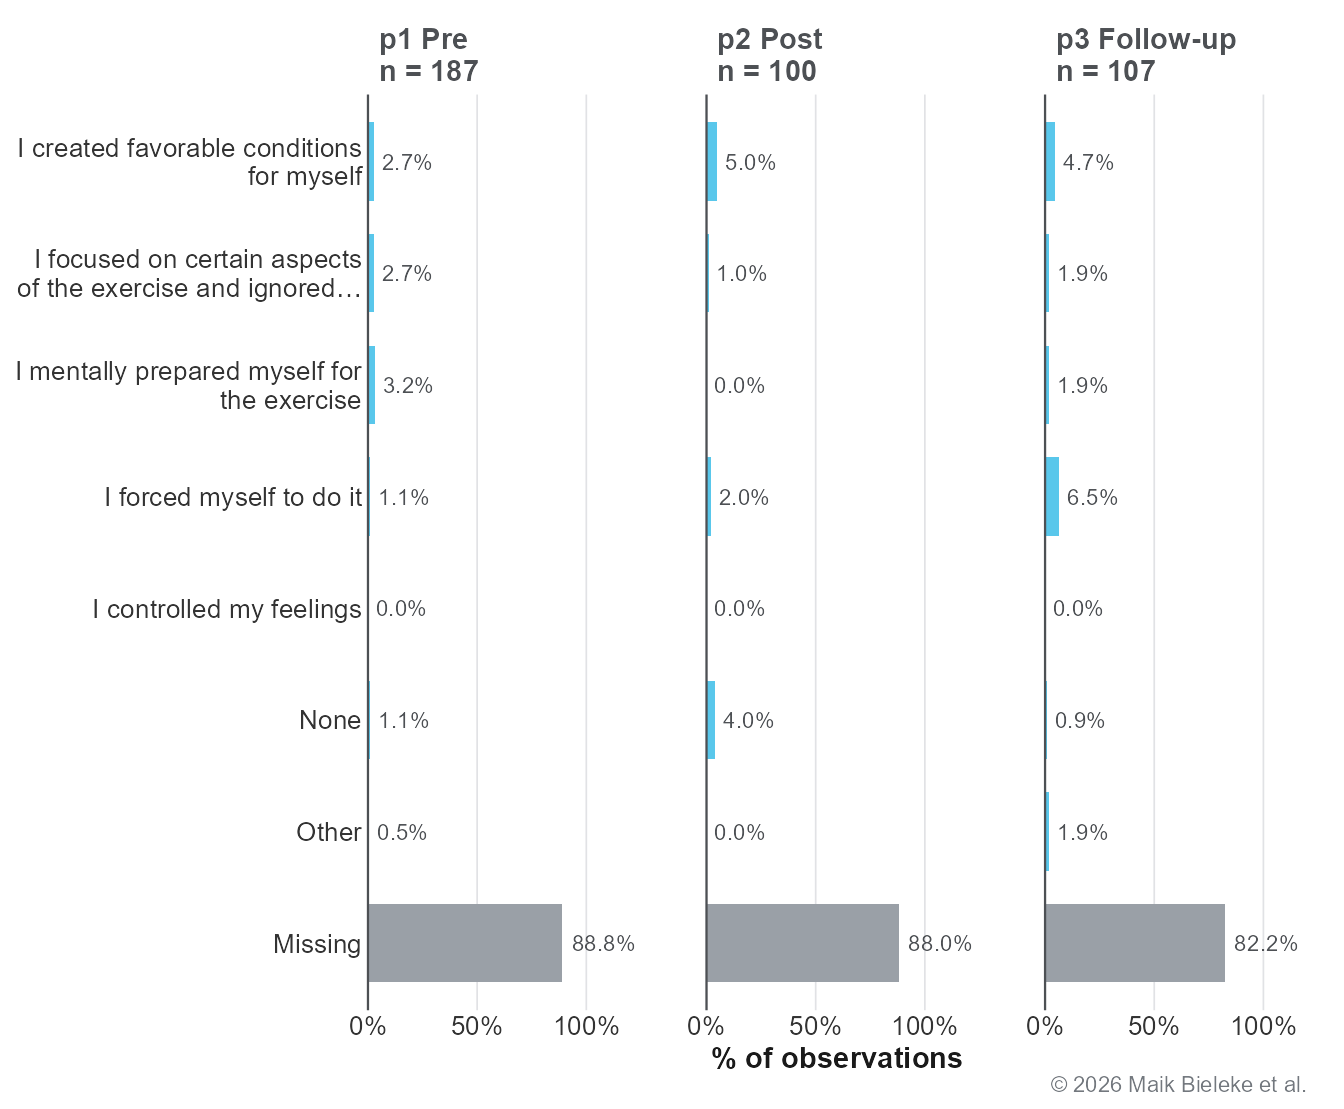 p1 Pre
n = 187
p2 Post
n = 100
p3 Follow-up
n = 107
I created favorable conditions
for myself
2.7%
5.0%
4.7%
I focused on certain aspects
of the exercise and ignored…
2.7%
1.0%
1.9%
I mentally prepared myself for
the exercise
3.2%
0.0%
1.9%
I forced myself to do it
1.1%
2.0%
6.5%
I controlled my feelings
0.0%
0.0%
0.0%
None
1.1%
4.0%
0.9%
Other
0.5%
0.0%
1.9%
Missing
88.8%
88.0%
82.2%
0% 50% 100%
0% 50% 100%
0% 50% 100%
% of observations
© 2026 Maik Bieleke et al.